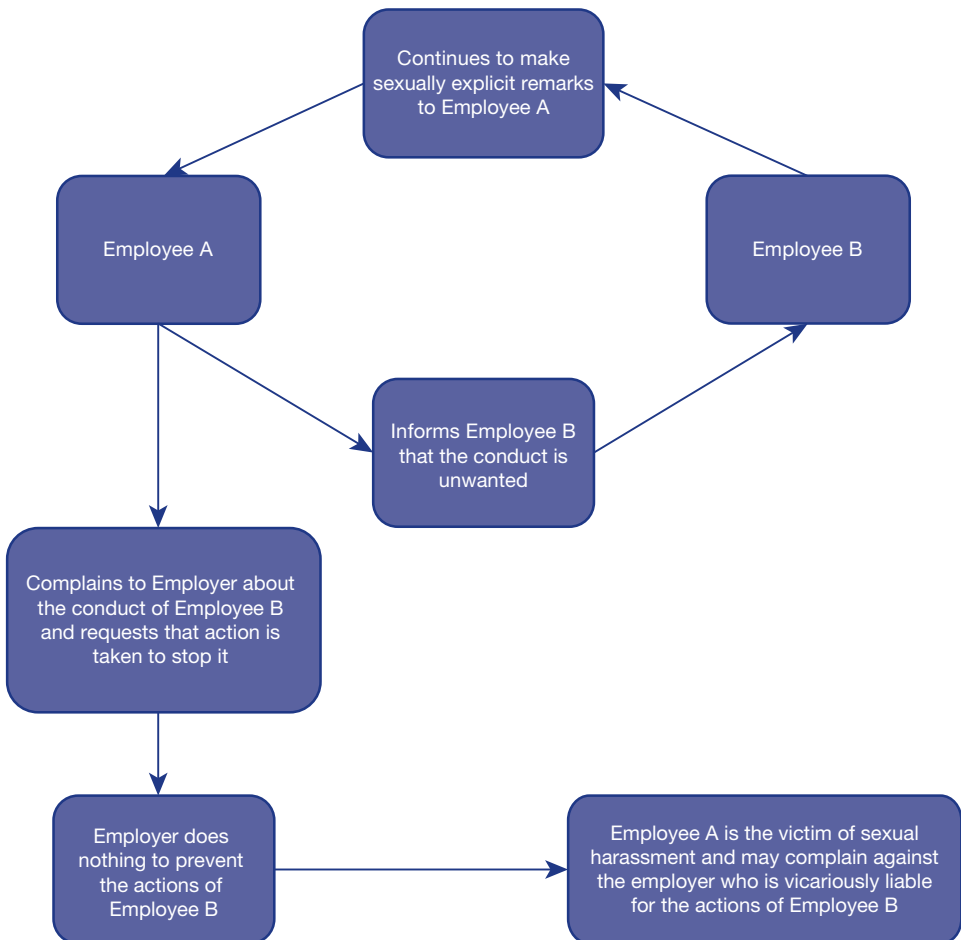 Continues to make
sexually explicit remarks
to Employee A
Employee A
Employee B
Informs Employee B
that the conduct is
unwanted
Complains to Employer about
the conduct of Employee B
and requests that action is
taken to stop it
Employer does
nothing to prevent
the actions of
Employee B
Employee A is the victim of sexual
harassment and may complain against
the employer who is vicariously liable
for the actions of Employee B